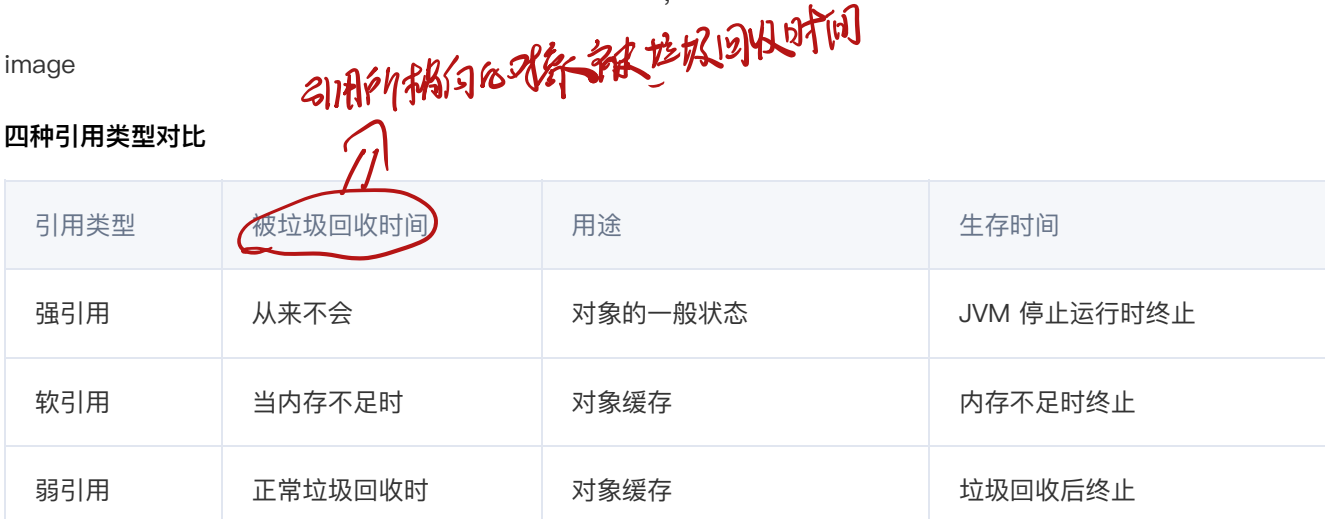 image
引用所指向的对象被垃圾回收时间
四种引用类型对比
引用类型 被垃圾回收时间 用途 生存时间
强引用 从来不会 对象的一般状态 JVM 停止运行时终止
软引用 当内存不足时 对象缓存 内存不足时终止
弱引用 正常垃圾回收时 对象缓存 垃圾回收后终止